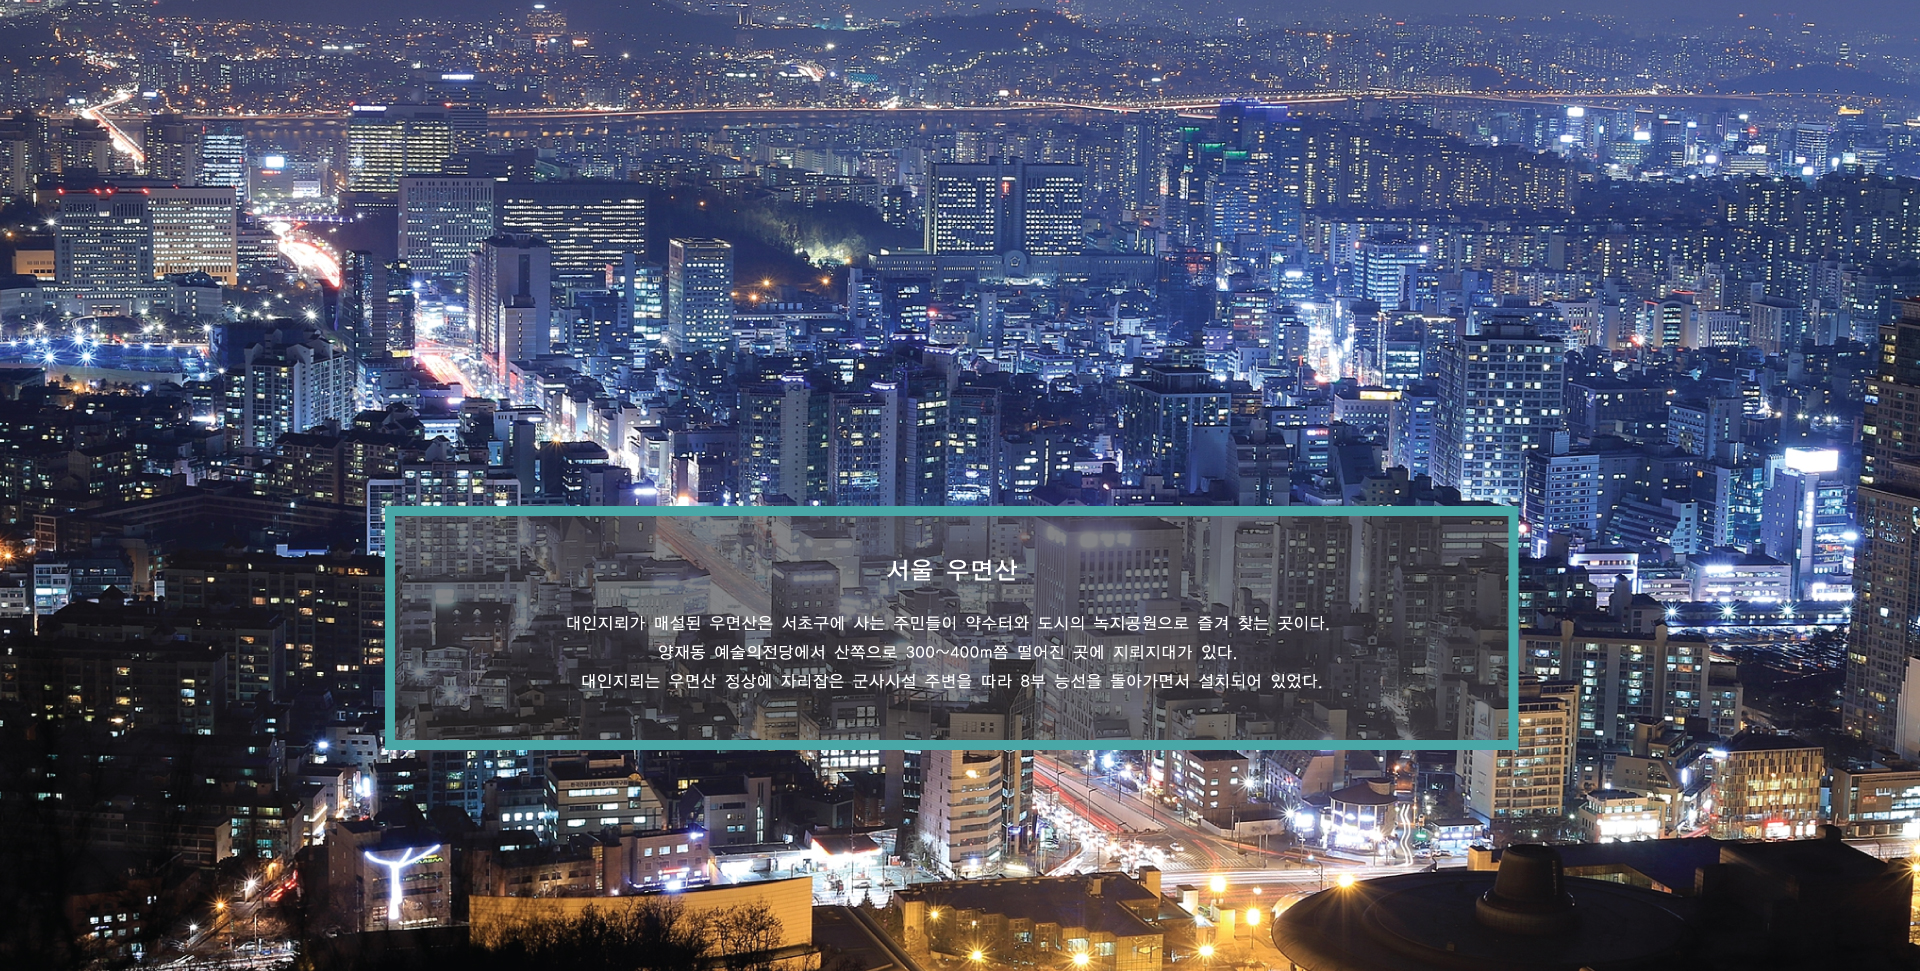 서울 우면산
대인지뢰가 매설된 우면산은 서초구에 사는 주민들이 약수터와 도시의 녹지공원으로 즐겨 찾는 곳이다.
양재동 예술의전당에서 산쪽으로 300~400m쯤 떨어진 곳에 지뢰지대가 있다.
대인지뢰는 우면산 정상에 자리잡은 군사시설 주변을 따라 8부 능선을 돌아가면서 설치되어 있었다.